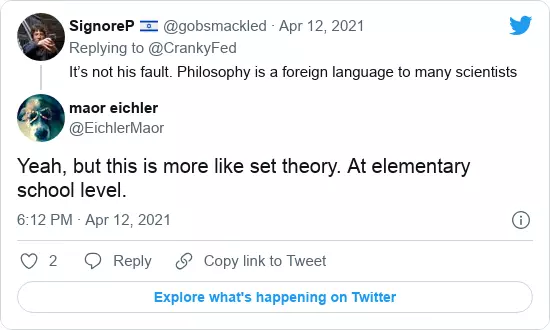 SignoreP 🇮🇱 @gobsmackled · Apr 12, 2021
Replying to @CrankyFed
It’s not his fault. Philosophy is a foreign language to many scientists
maor eichler
@EichlerMaor
Yeah, but this is more like set theory. At elementary
school level.
6:12 PM · Apr 12, 2021
2 Reply Copy link to Tweet
Explore what's happening on Twitter